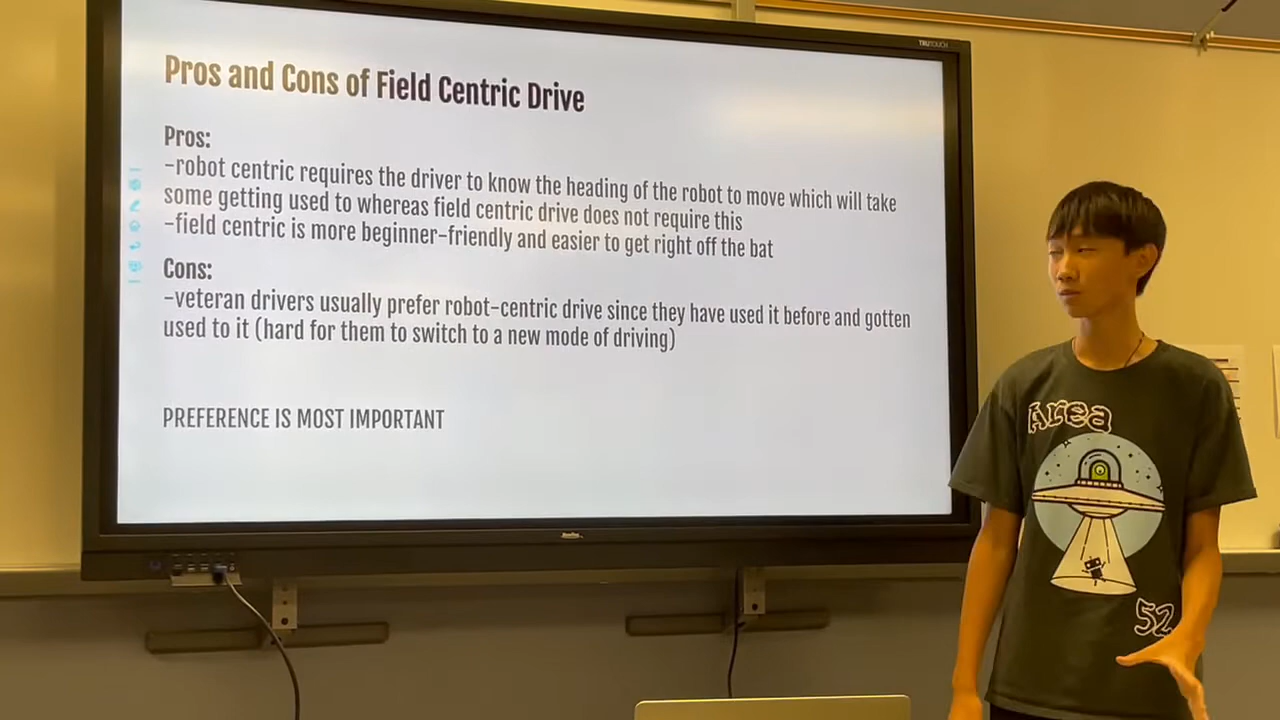 TRUTOUCH
Pros and Cons of Field Centric Drive
Pros:
-robot centric requires the driver to know the heading of the robot to move which will take
some getting used to whereas field centric drive does not require this
-field centric is more beginner-friendly and easier to get right off the bat
Cons:
-veteran drivers usually prefer robot-centric drive since they have used it before and gotten
used to it (hard for them to switch to a new mode of driving)
PREFERENCE IS MOST IMPORTANT
Area
52